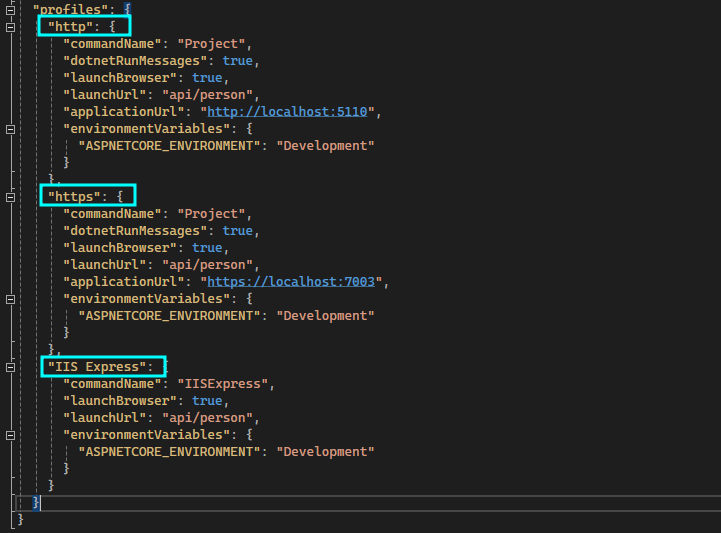 "profiles": {
"http": {
"commandName": "Project",
"dotnetRunMessages": true,
"launchBrowser": true,
"launchUrl": "api/person",
"applicationUrl": "http://localhost:5110",
"environmentVariables": {
"ASPNETCORE_ENVIRONMENT": "Development"
}
},
"https": {
"commandName": "Project",
"dotnetRunMessages": true,
"launchBrowser": true,
"launchUrl": "api/person",
"applicationUrl": "https://localhost:7003",
"environmentVariables": {
"ASPNETCORE_ENVIRONMENT": "Development"
}
},
"IIS Express": {
"commandName": "IISExpress",
"launchBrowser": true,
"launchUrl": "api/person",
"environmentVariables": {
"ASPNETCORE_ENVIRONMENT": "Development"
}
}
}
}